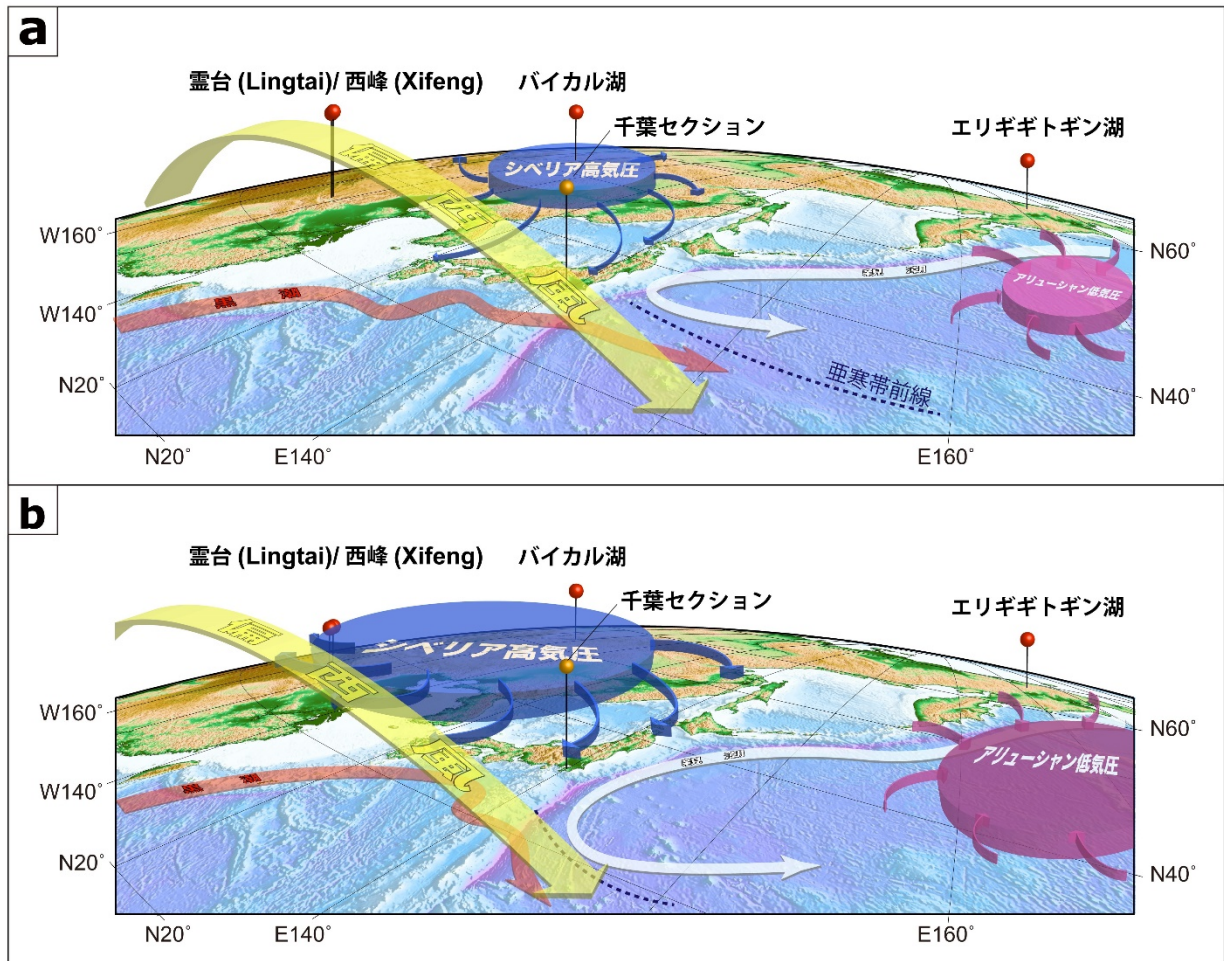 a
霊台 (Lingtai)/ 西峰 (Xifeng)
バイカル湖
千葉セクション
エリギギトギン湖
偏西風
シベリア高気圧
W160°
N60°
親潮
アリューシャン低気圧
黒潮
W140°
亜寒帯前線
N20°
N40°
N20°
E140°
E160°
b
霊台 (Lingtai)/ 西峰 (Xifeng)
バイカル湖
千葉セクション
エリギギトギン湖
偏西風
シベリア高気圧
W160°
N60°
親潮
アリューシャン低気圧
黒潮
W140°
N20°
N40°
N20°
E140°
E160°